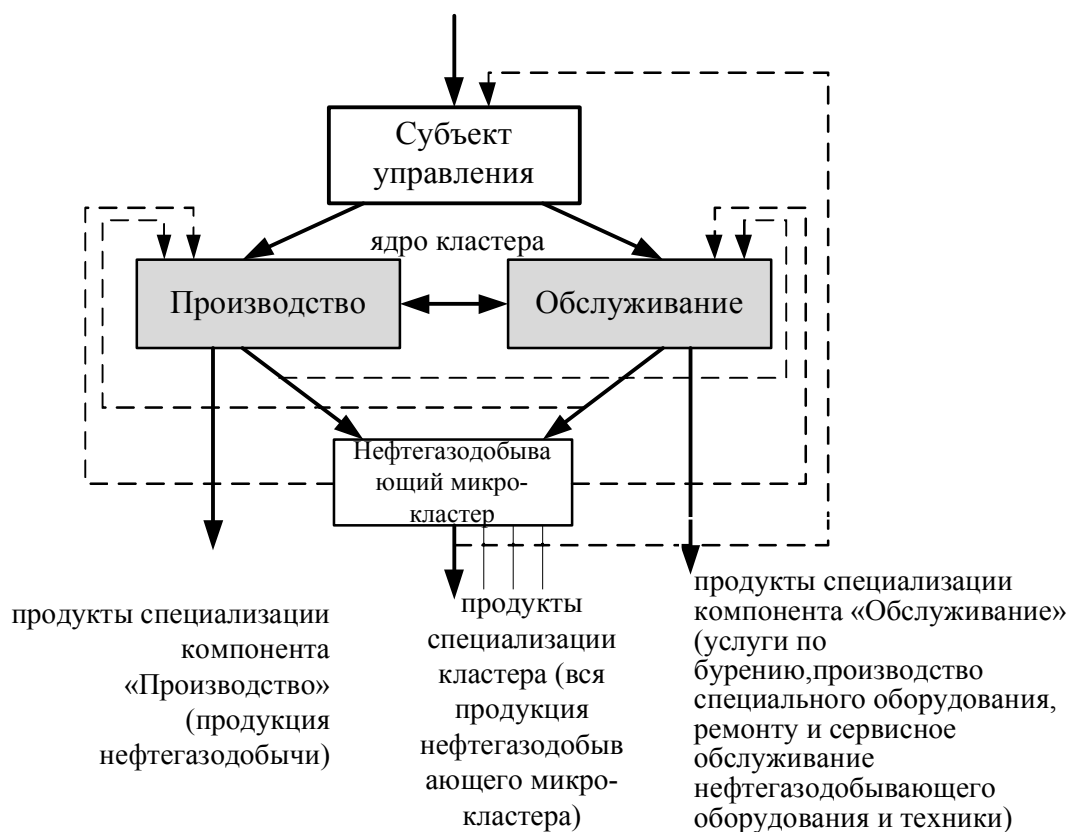 Субъект
управления
ядро кластера
Производство
Обслуживание
Нефтегазодобыва
ющий микро-
кластер
продукты специализации
компонента
«Производство»
(продукция
нефтегазодобычи)
продукты
специализации
кластера (вся
продукция
нефтегазодобыв
ающего микро-
кластера)
продукты специализации
компонента «Обслуживание»
(услуги по
бурению,производство
специального оборудования,
ремонту и сервисное
обслуживание
нефтегазодобывающего
оборудования и техники)